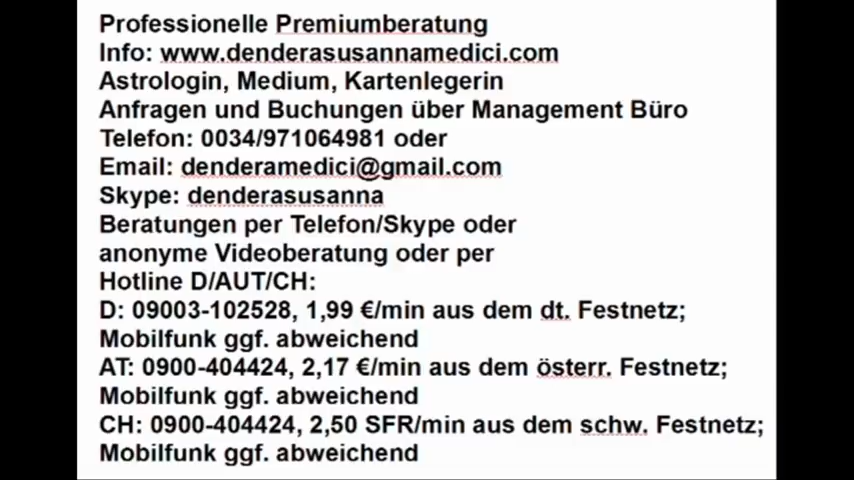 Professionelle Premiumberatung
Info: www.denderasusannamedici.com
Astrologin, Medium, Kartenlegerin
Anfragen und Buchungen über Management Büro
Telefon: 0034/971064981 oder
Email: denderamedici@gmail.com
Skype: denderasusanna
Beratungen per Telefon/Skype oder
anonyme Videoberatung oder per
Hotline D/AUT/CH:
D: 09003-102528, 1,99 €/min aus dem dt. Festnetz;
Mobilfunk ggf. abweichend
AT: 0900-404424, 2,17 €/min aus dem österr. Festnetz;
Mobilfunk ggf. abweichend
CH: 0900-404424, 2,50 SFR/min aus dem schw. Festnetz;
Mobilfunk ggf. abweichend